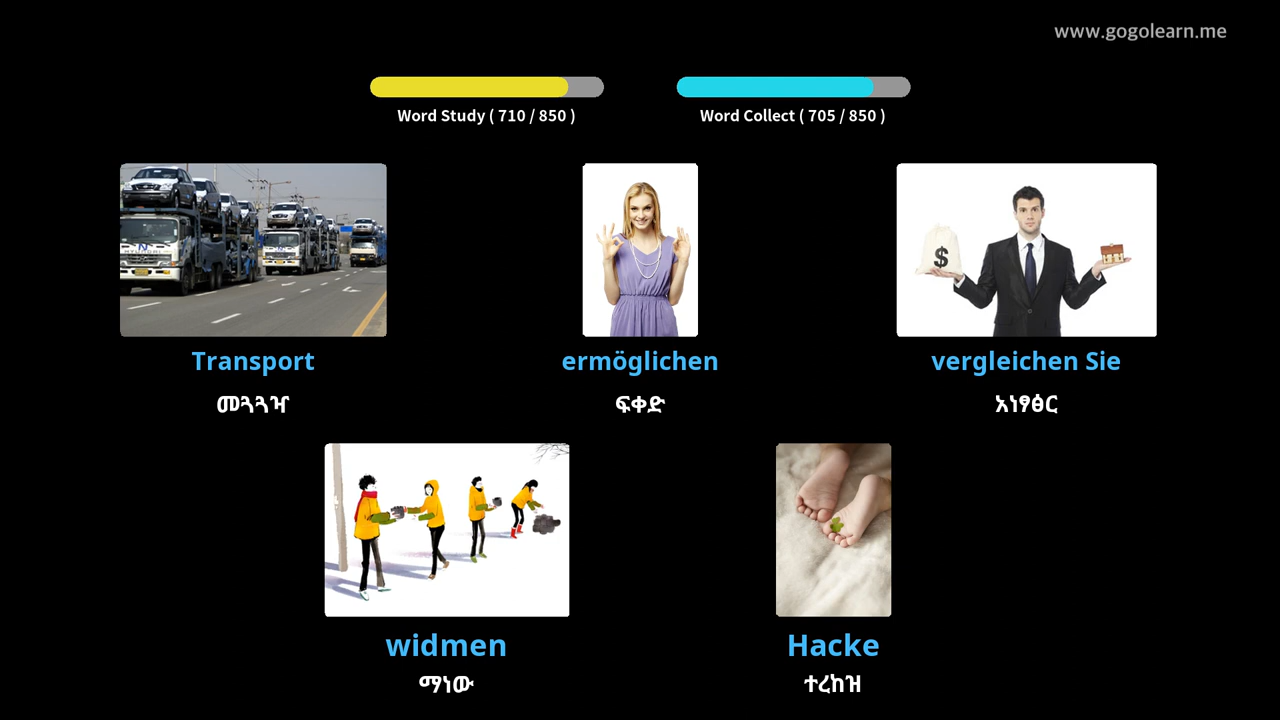 www.gogolearn.me
Word Study ( 710 / 850 )
Word Collect ( 705 / 850 )
Transport
ermöglichen
vergleichen Sie
መጓጓዣ
ፍቀድ
አነፃፅር
widmen
Hacke
ማነው
ተረከዝ